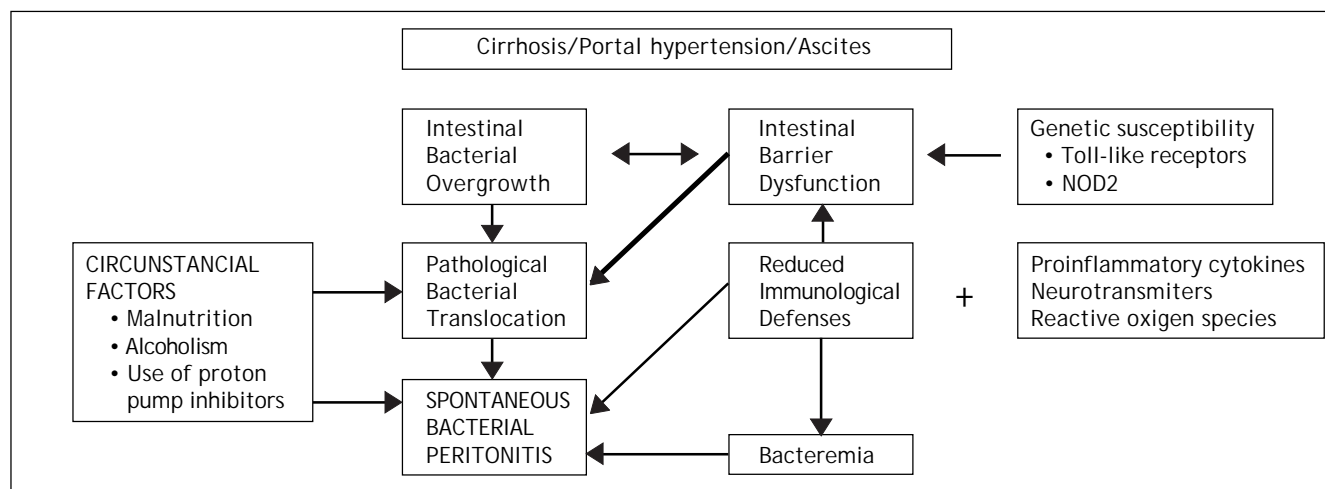 Cirrhosis/Portal hypertension/Ascites
Intestinal
Bacterial
Overgrowth
Intestinal
Barrier
Dysfunction
Genetic susceptibility
• Toll-like receptors
• NOD2
CIRCUNSTANCIAL
FACTORS
• Malnutrition
• Alcoholism
• Use of proton
pump inhibitors
Pathological
Bacterial
Translocation
Reduced
Immunological
Defenses
+
Proinflammatory cytokines
Neurotransmiters
Reactive oxigen species
SPONTANEOUS
BACTERIAL
PERITONITIS
Bacteremia